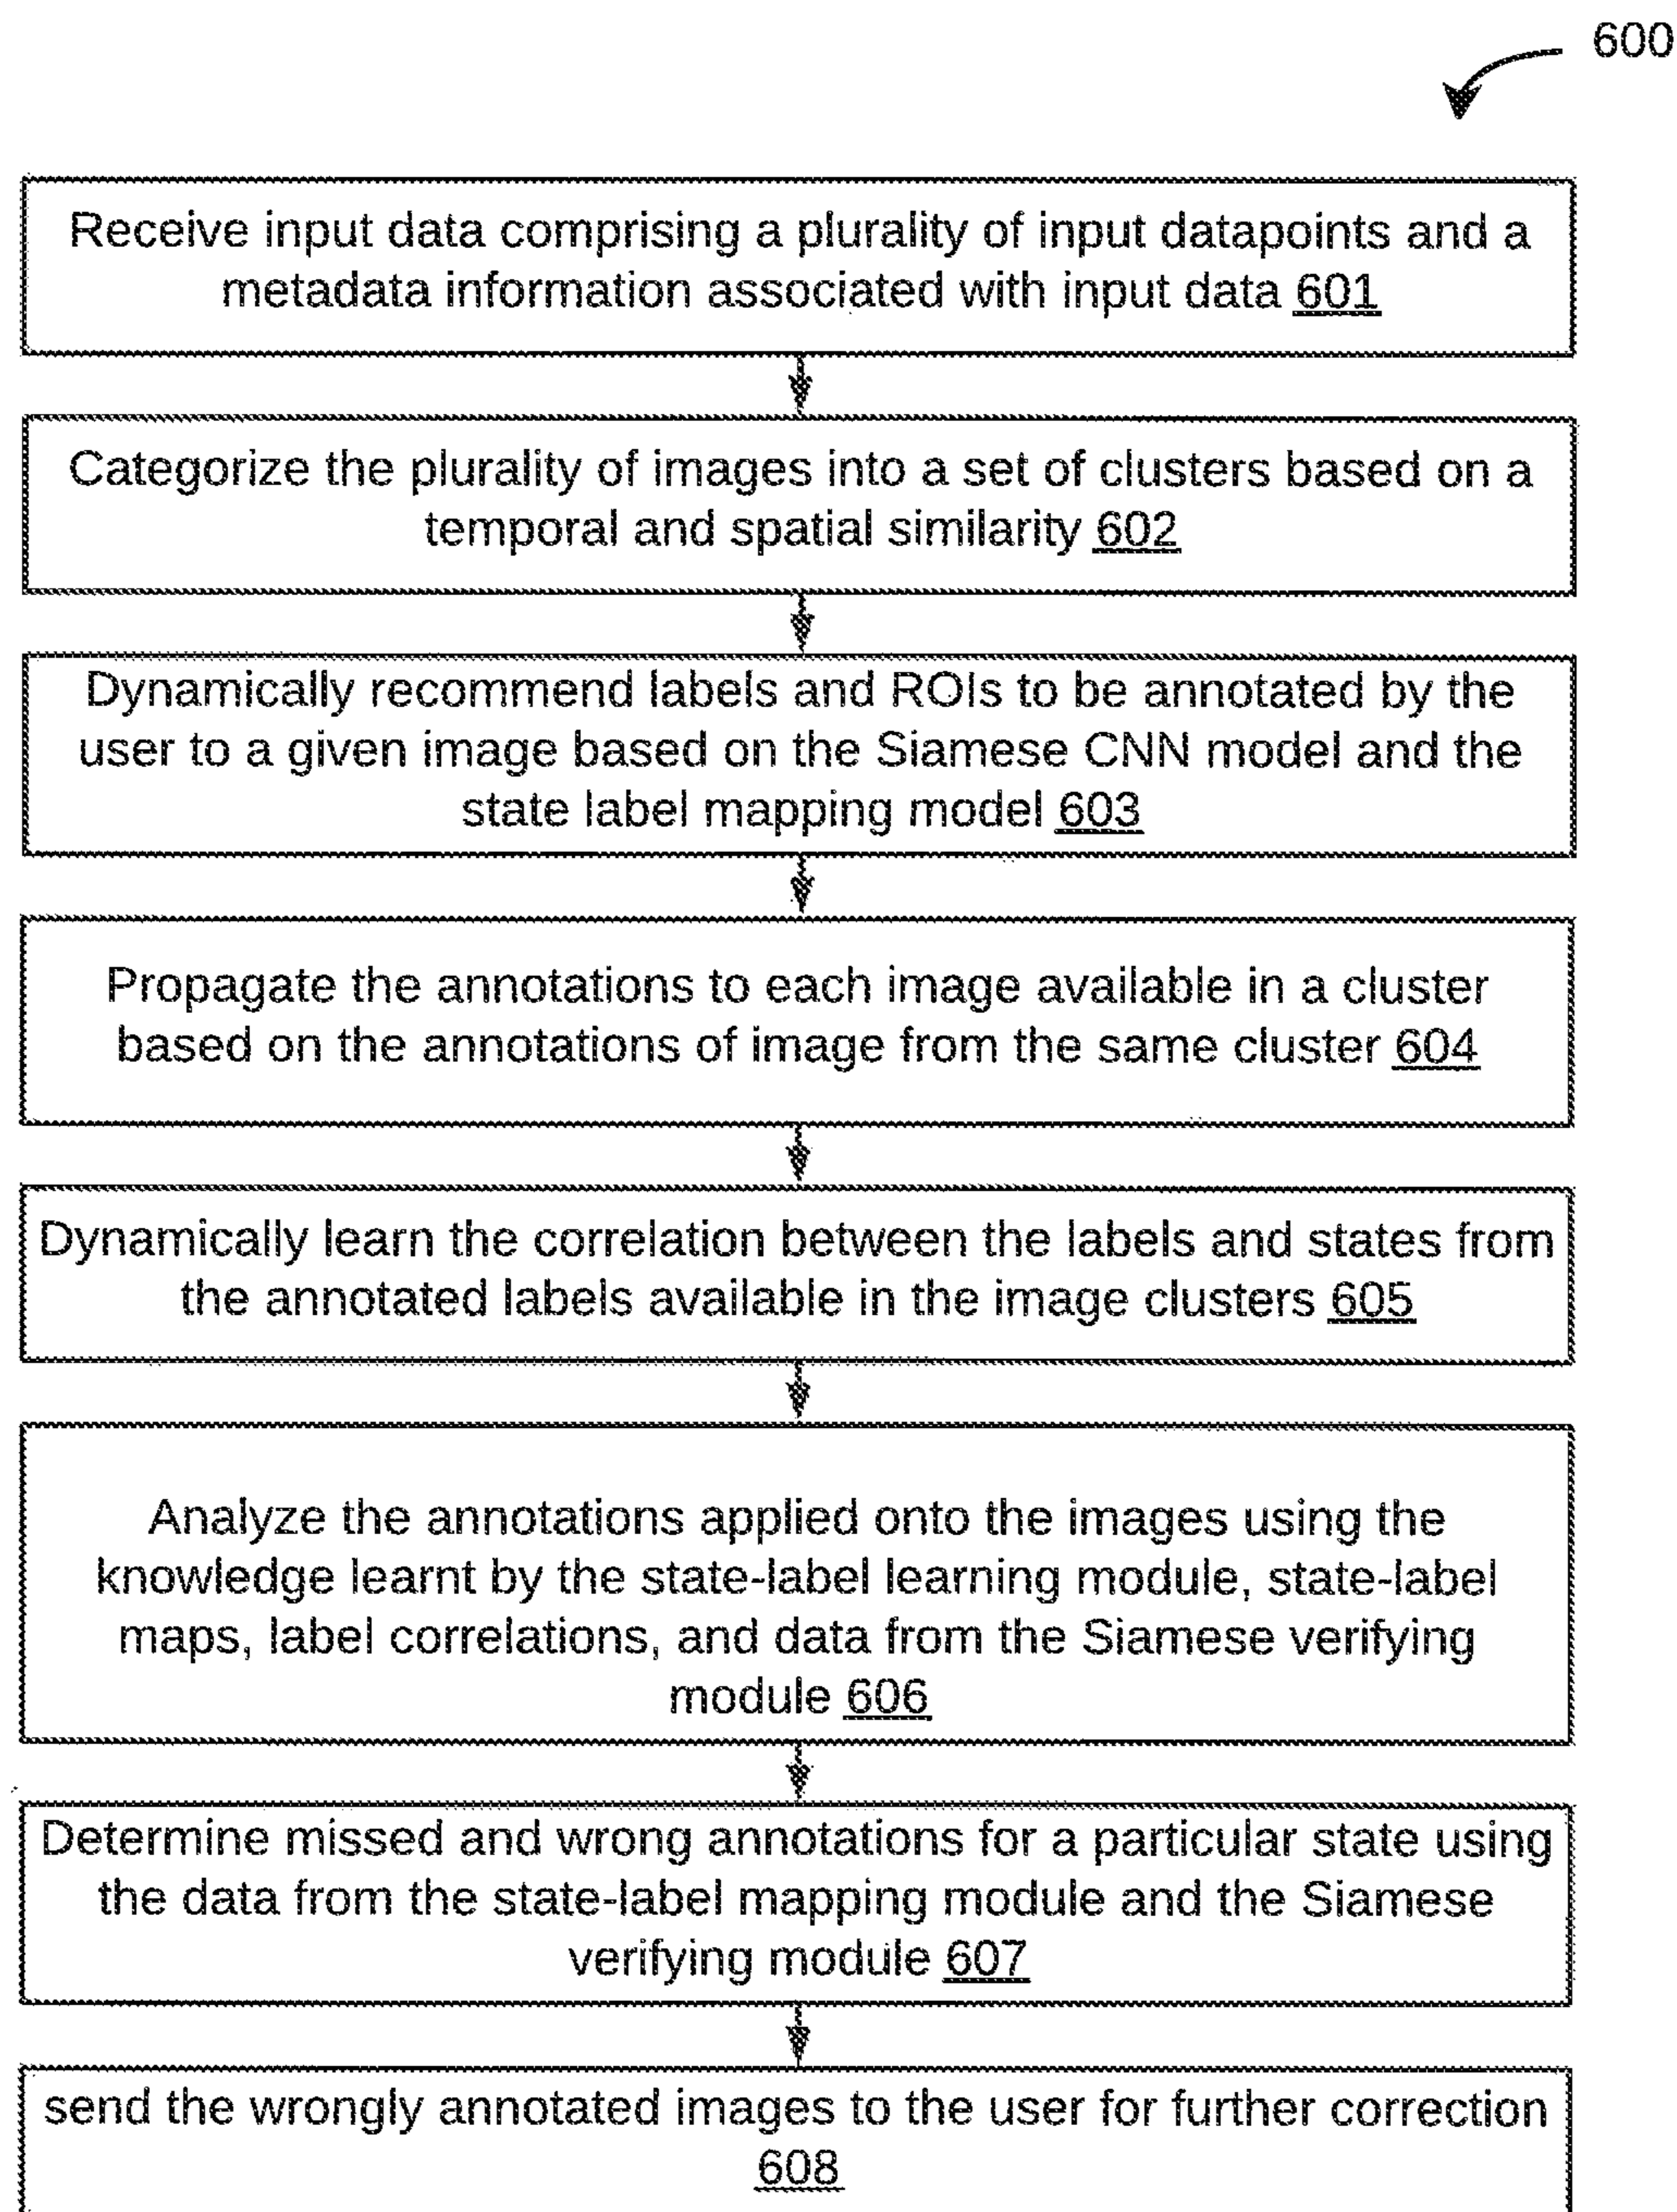 600
Receive input data comprising a plurality of input datapoints and a
metadata information associated with input data 601
Categorize the plurality of images into a set of clusters based on a
temporal and spatial similarity 602
Dynamically recommend labels and ROIs to be annotated by the
user to a given image based on the Siamese CNN model and the
state label mapping model 603
Propagate the annotations to each image available in a cluster
based on the annotations of image from the same cluster 604
Dynamically learn the correlation between the labels and states from
the annotated labels available in the image clusters 605
Analyze the annotations applied onto the images using the
knowledge learnt by the state-label learning module, state-label
maps, label correlations, and data from the Siamese verifying
module 606
Determine missed and wrong annotations for a particular state using
the data from the state-label mapping module and the Siamese
verifying module 607
send the wrongly annotated images to the user for further correction
608